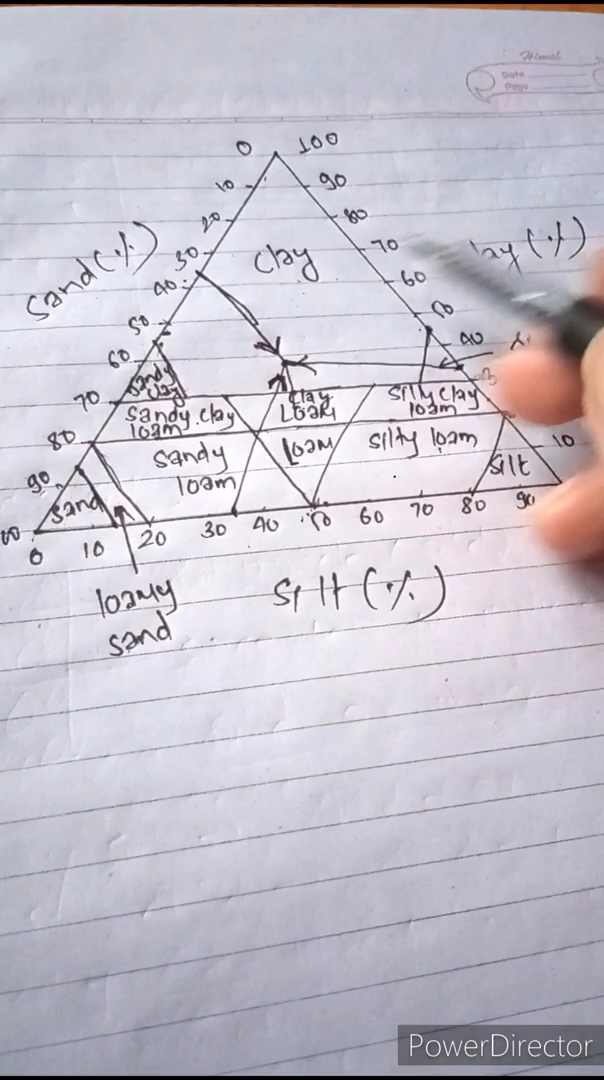 Himal
Date
Page
0 100
10 90
20 80
30 70
40 60
50 50
60 40
70
80 10
90
Sand(%)
Clay
Sandy
clay
Sandy clay
loam
Clay
Loam
Silty clay
loam
sandy
loam
loam
silty loam
sand
silt
0 10 20 30 40 50 60 70 80 90
loamy
sand
Silt (%)
PowerDirector